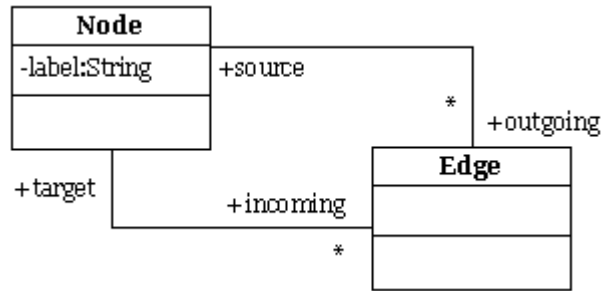 Node
-label:String
+source
*
+outgoing
Edge
+target
+incoming
*